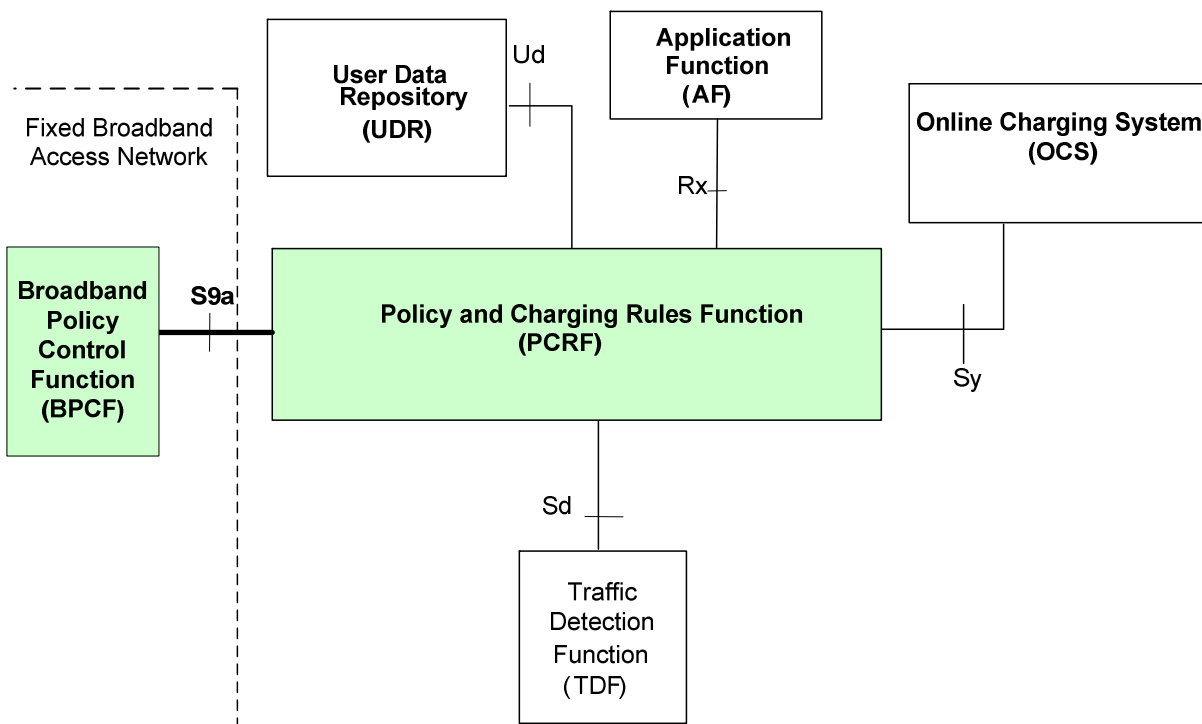 Ud
User Data
Repository
(UDR)
Application
Function
(AF)
Online Charging System
(OCS)
Fixed Broadband
Access Network
Rx
Broadband
Policy
Control
Function
(BPCF)
S9a
Policy and Charging Rules Function
(PCRF)
Sy
Sd
Traffic
Detection
Function
(TDF)